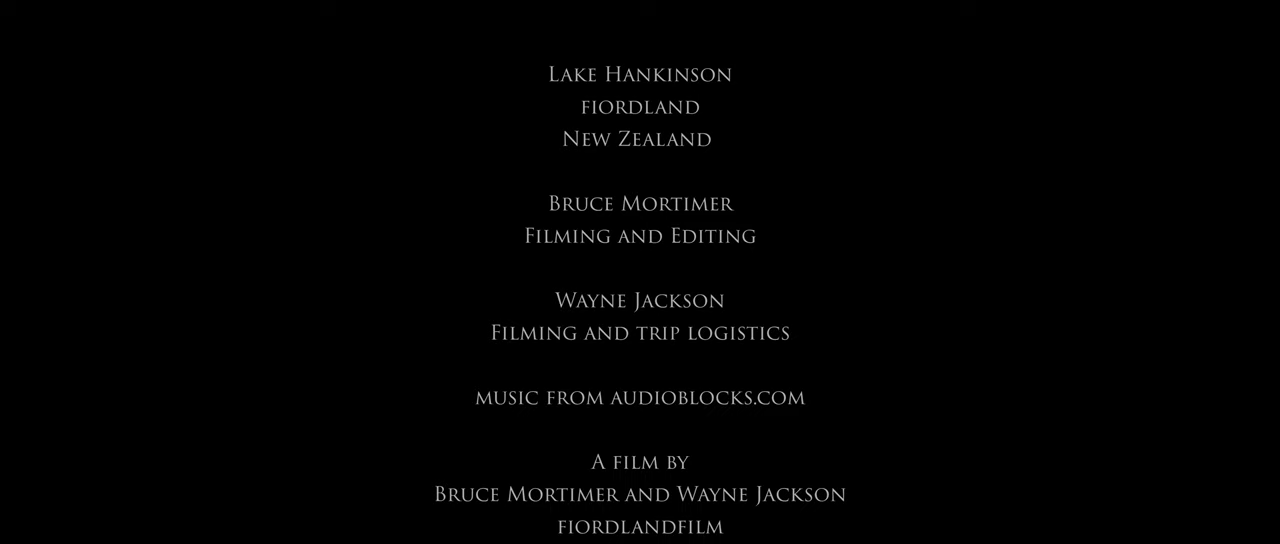 Lake Hankinson
fiordland
New Zealand
Bruce Mortimer
Filming and Editing
Wayne Jackson
Filming and trip logistics
music from audioblocks.com
A film by
Bruce Mortimer and Wayne Jackson
fiordlandfilm